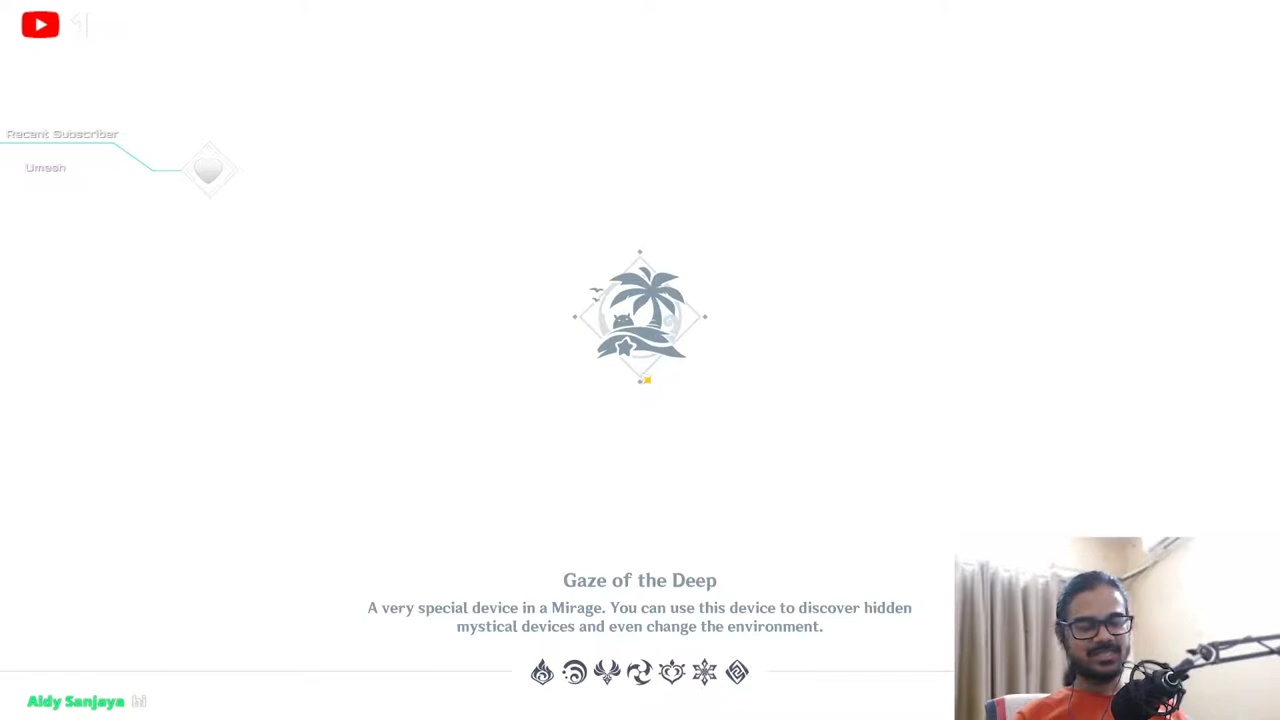 Recent Subscriber
Umesh
Gaze of the Deep
A very special device in a Mirage. You can use this device to discover hidden
mystical devices and even change the environment.
Aldy Sanjaya hi